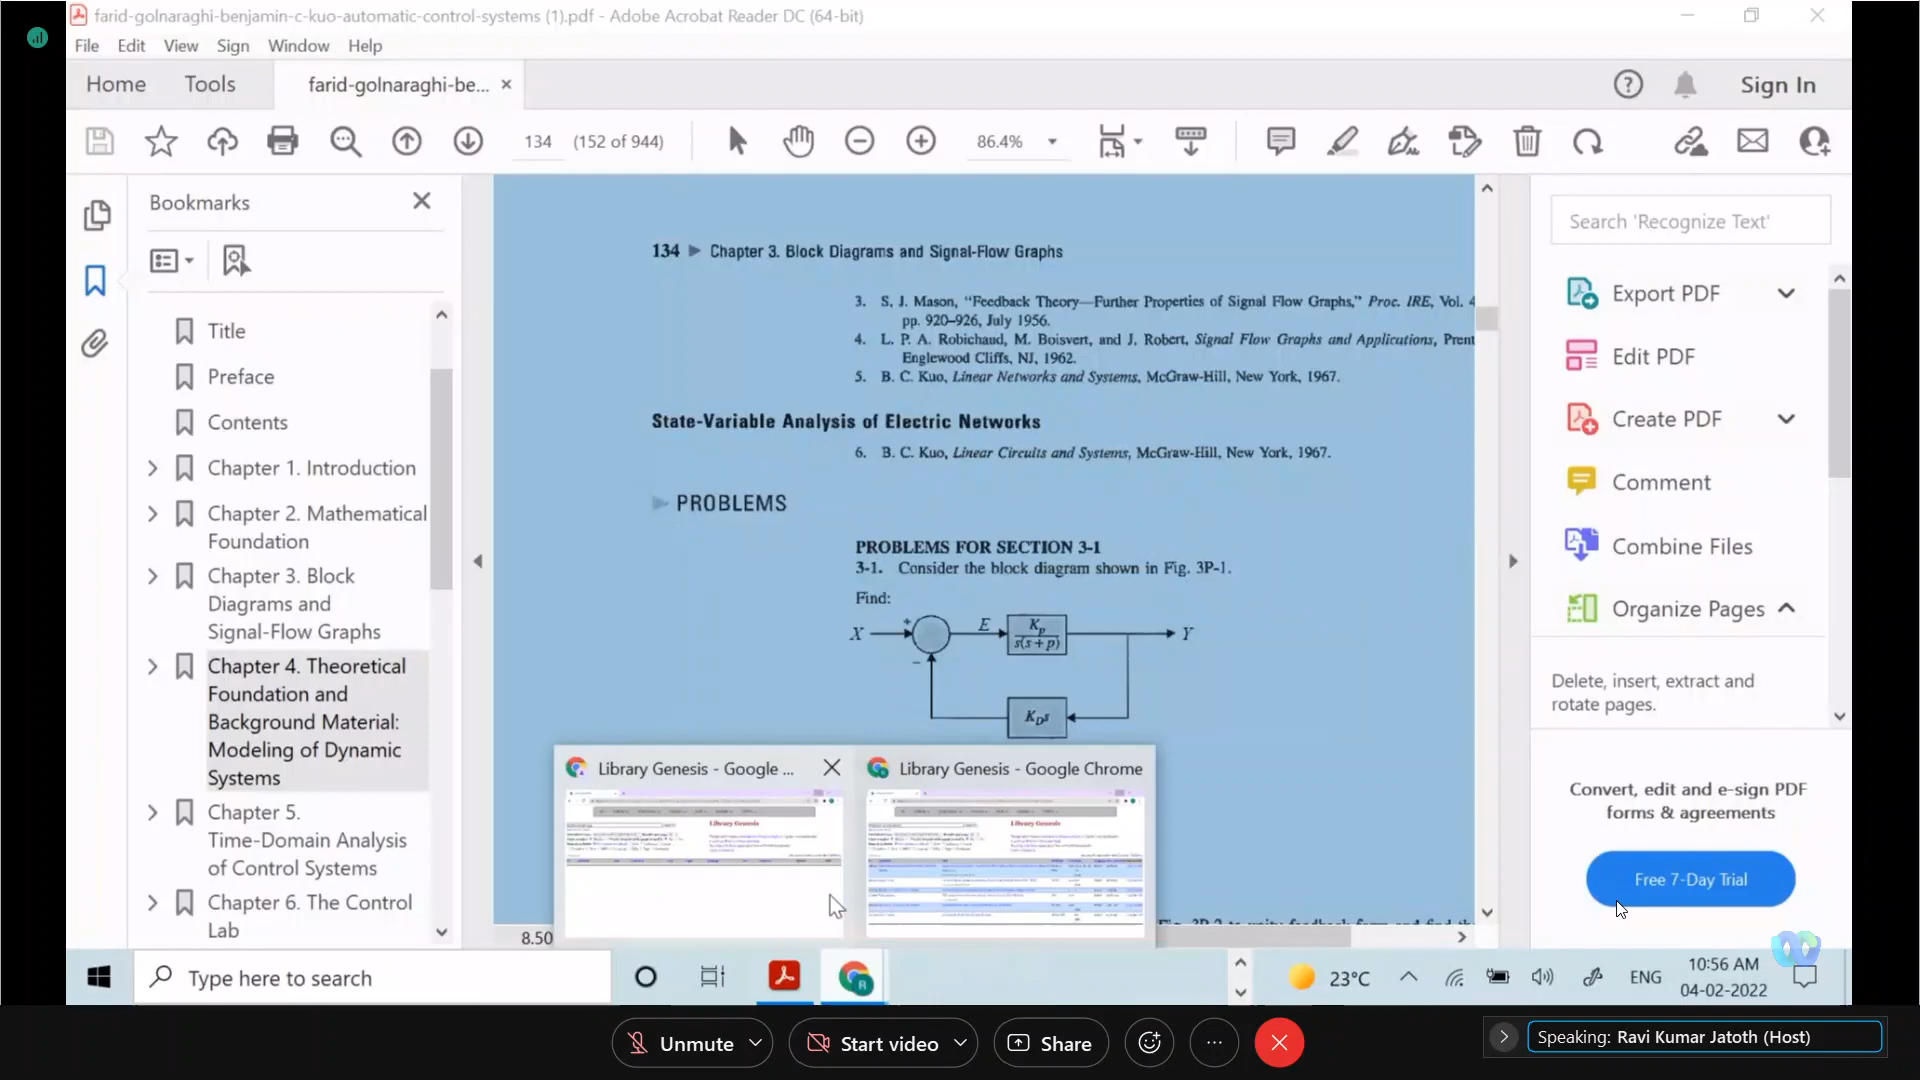 farid-golnaraghi-benjamin-c-kuo-automatic-control-systems (1).pdf - Adobe Acrobat Reader DC (64-bit)
File Edit View Sign Window Help
Home Tools farid-golnaraghi-be... Sign In
134 (152 of 944) 86.4%
Bookmarks
Title
Preface
Contents
Chapter 1. Introduction
Chapter 2. Mathematical
Foundation
Chapter 3. Block
Diagrams and
Signal-Flow Graphs
Chapter 4. Theoretical
Foundation and
Background Material:
Modeling of Dynamic
Systems
Chapter 5.
Time-Domain Analysis
of Control Systems
Chapter 6. The Control
Lab
134 ▶ Chapter 3. Block Diagrams and Signal-Flow Graphs
3. S. J. Mason, "Feedback Theory—Further Properties of Signal Flow Graphs," Proc. IRE, Vol. 4
pp. 920–926, July 1956.
4. L. P. A. Robichaud, M. Boisvert, and J. Robert, Signal Flow Graphs and Applications, Prent
Englewood Cliffs, NJ, 1962.
5. B. C. Kuo, Linear Networks and Systems, McGraw-Hill, New York, 1967.
State-Variable Analysis of Electric Networks
6. B. C. Kuo, Linear Circuits and Systems, McGraw-Hill, New York, 1967.
PROBLEMS
PROBLEMS FOR SECTION 3-1
3-1. Consider the block diagram shown in Fig. 3P-1.
Find:
X + E Kp Y
s(s+p)
−
KDs
8.50
Search 'Recognize Text'
Export PDF
Edit PDF
Create PDF
Comment
Combine Files
Organize Pages
Delete, insert, extract and
rotate pages.
Convert, edit and e-sign PDF
forms & agreements
Free 7-Day Trial
Library Genesis - Google ...
Library Genesis - Google Chrome
Library Genesis
Library Genesis
Type here to search
23°C ENG
10:56 AM
04-02-2022
Unmute Start video Share
Speaking: Ravi Kumar Jatoth (Host)